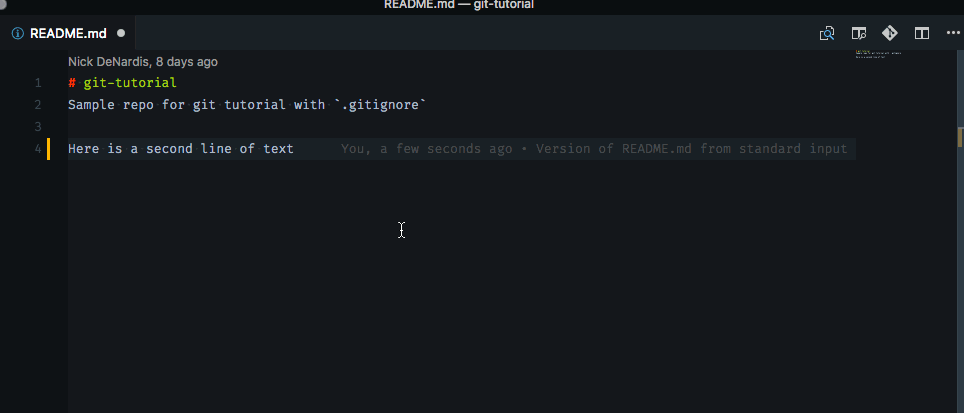 README.md — git-tutorial
README.md
Nick DeNardis, 8 days ago
1 # git-tutorial
2 Sample repo for git tutorial with `.gitignore`
3
4 Here is a second line of text You, a few seconds ago • Version of README.md from standard input